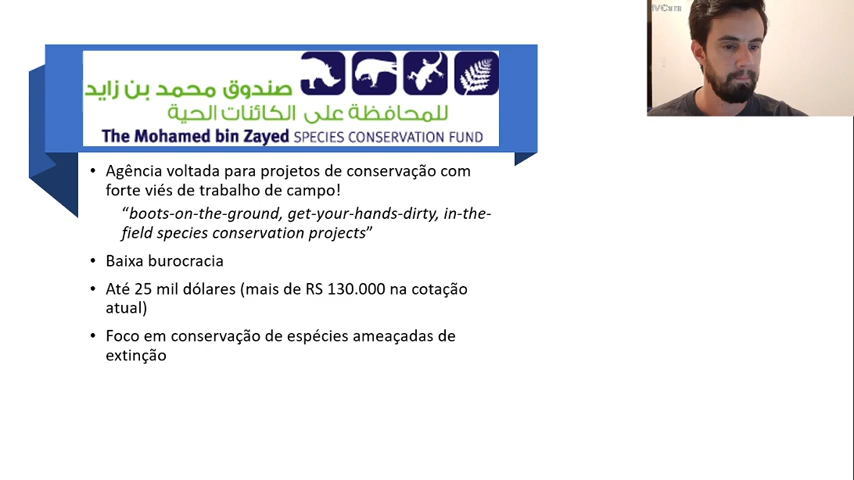 iVCam
صندوق محمد بن زايد
للمحافظة على الكائنات الحية
The Mohamed bin Zayed SPECIES CONSERVATION FUND
• Agência voltada para projetos de conservação com
forte viés de trabalho de campo!
“boots-on-the-ground, get-your-hands-dirty, in-the-
field species conservation projects”
• Baixa burocracia
• Até 25 mil dólares (mais de RS 130.000 na cotação
atual)
• Foco em conservação de espécies ameaçadas de
extinção